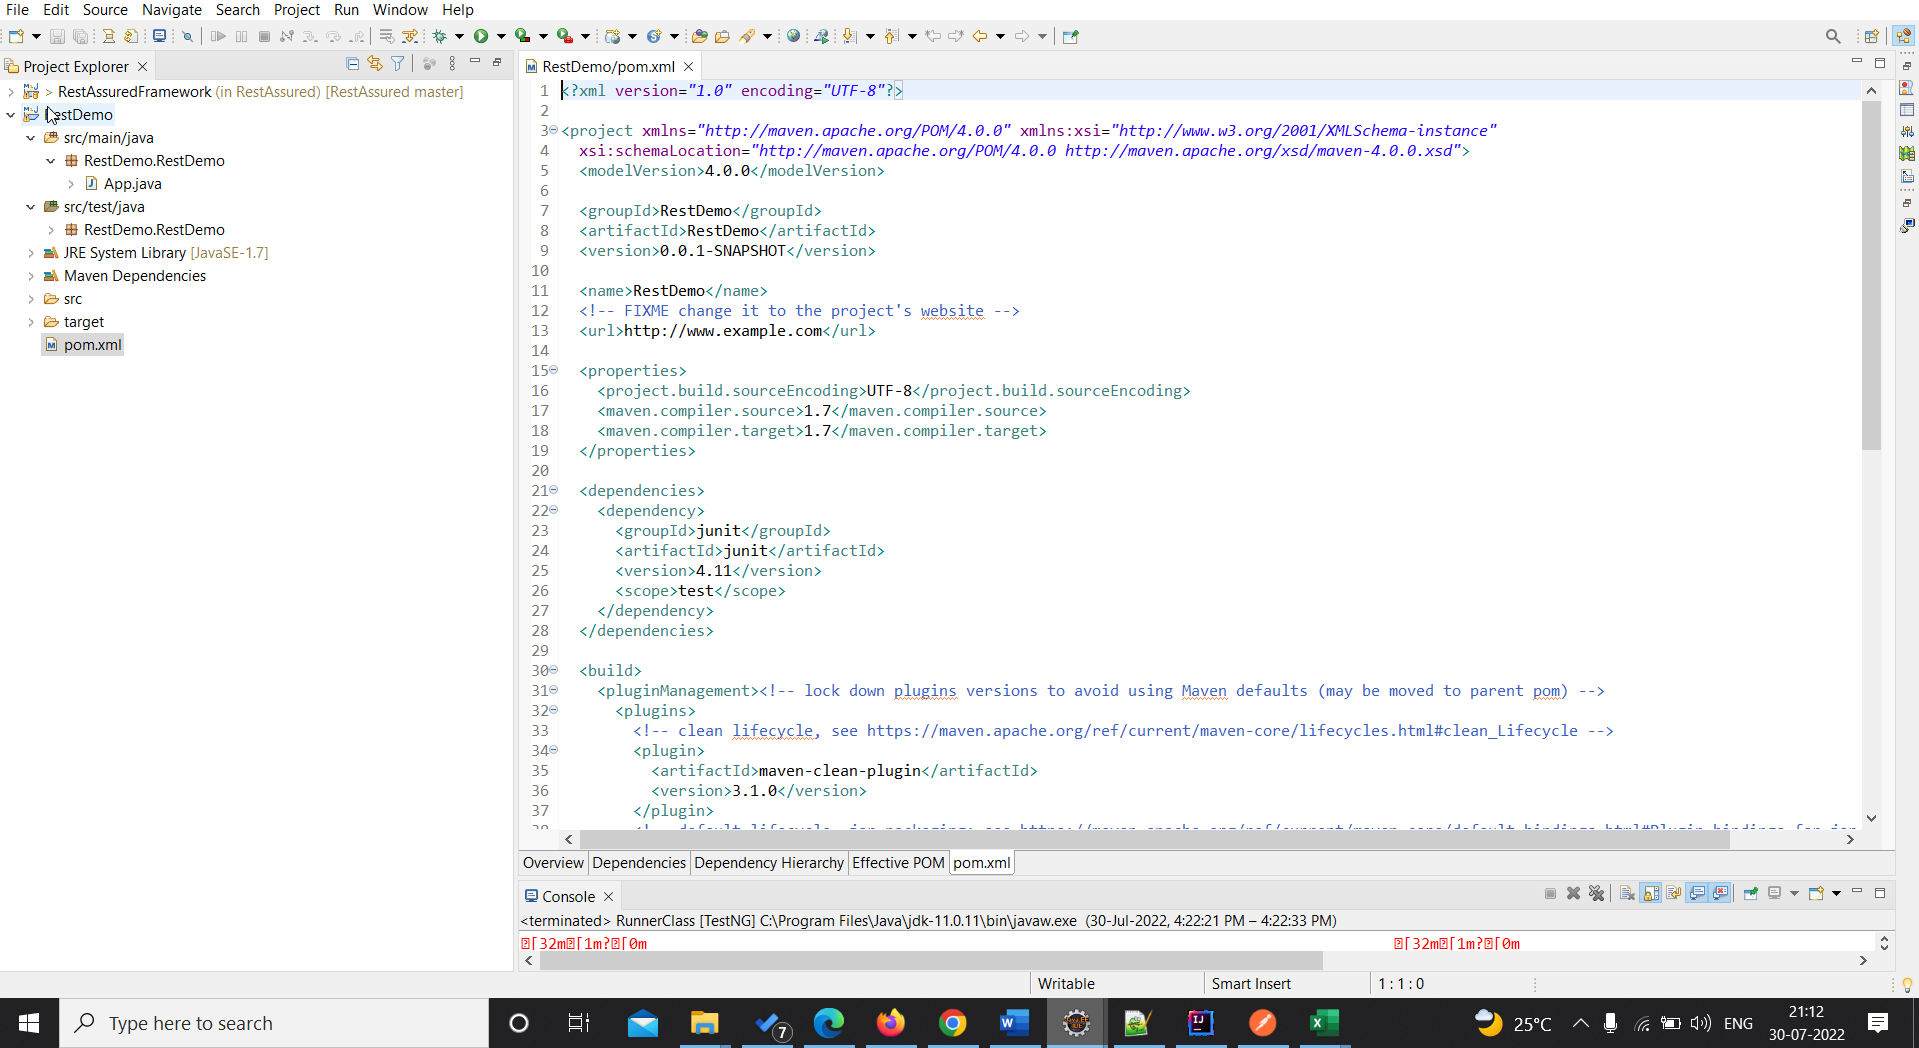 File Edit Source Navigate Search Project Run Window Help
Project Explorer
> RestAssuredFramework (in RestAssured) [RestAssured master]
RestDemo
src/main/java
RestDemo.RestDemo
App.java
src/test/java
RestDemo.RestDemo
JRE System Library [JavaSE-1.7]
Maven Dependencies
src
target
pom.xml
RestDemo/pom.xml
1 <?xml version="1.0" encoding="UTF-8"?>
2
3 <project xmlns="http://maven.apache.org/POM/4.0.0" xmlns:xsi="http://www.w3.org/2001/XMLSchema-instance"
4 xsi:schemaLocation="http://maven.apache.org/POM/4.0.0 http://maven.apache.org/xsd/maven-4.0.0.xsd">
5 <modelVersion>4.0.0</modelVersion>
6
7 <groupId>RestDemo</groupId>
8 <artifactId>RestDemo</artifactId>
9 <version>0.0.1-SNAPSHOT</version>
10
11 <name>RestDemo</name>
12 <!-- FIXME change it to the project's website -->
13 <url>http://www.example.com</url>
14
15 <properties>
16 <project.build.sourceEncoding>UTF-8</project.build.sourceEncoding>
17 <maven.compiler.source>1.7</maven.compiler.source>
18 <maven.compiler.target>1.7</maven.compiler.target>
19 </properties>
20
21 <dependencies>
22 <dependency>
23 <groupId>junit</groupId>
24 <artifactId>junit</artifactId>
25 <version>4.11</version>
26 <scope>test</scope>
27 </dependency>
28 </dependencies>
29
30 <build>
31 <pluginManagement><!-- lock down plugins versions to avoid using Maven defaults (may be moved to parent pom) -->
32 <plugins>
33 <!-- clean lifecycle, see https://maven.apache.org/ref/current/maven-core/lifecycles.html#clean_Lifecycle -->
34 <plugin>
35 <artifactId>maven-clean-plugin</artifactId>
36 <version>3.1.0</version>
37 </plugin>
Overview Dependencies Dependency Hierarchy Effective POM pom.xml
Console
<terminated> RunnerClass [TestNG] C:\Program Files\Java\jdk-11.0.11\bin\javaw.exe (30-Jul-2022, 4:22:21 PM – 4:22:33 PM)
[32m[1m?[0m [32m[1m?[0m
Writable Smart Insert 1 : 1 : 0
Type here to search
7
25°C
ENG
21:12
30-07-2022